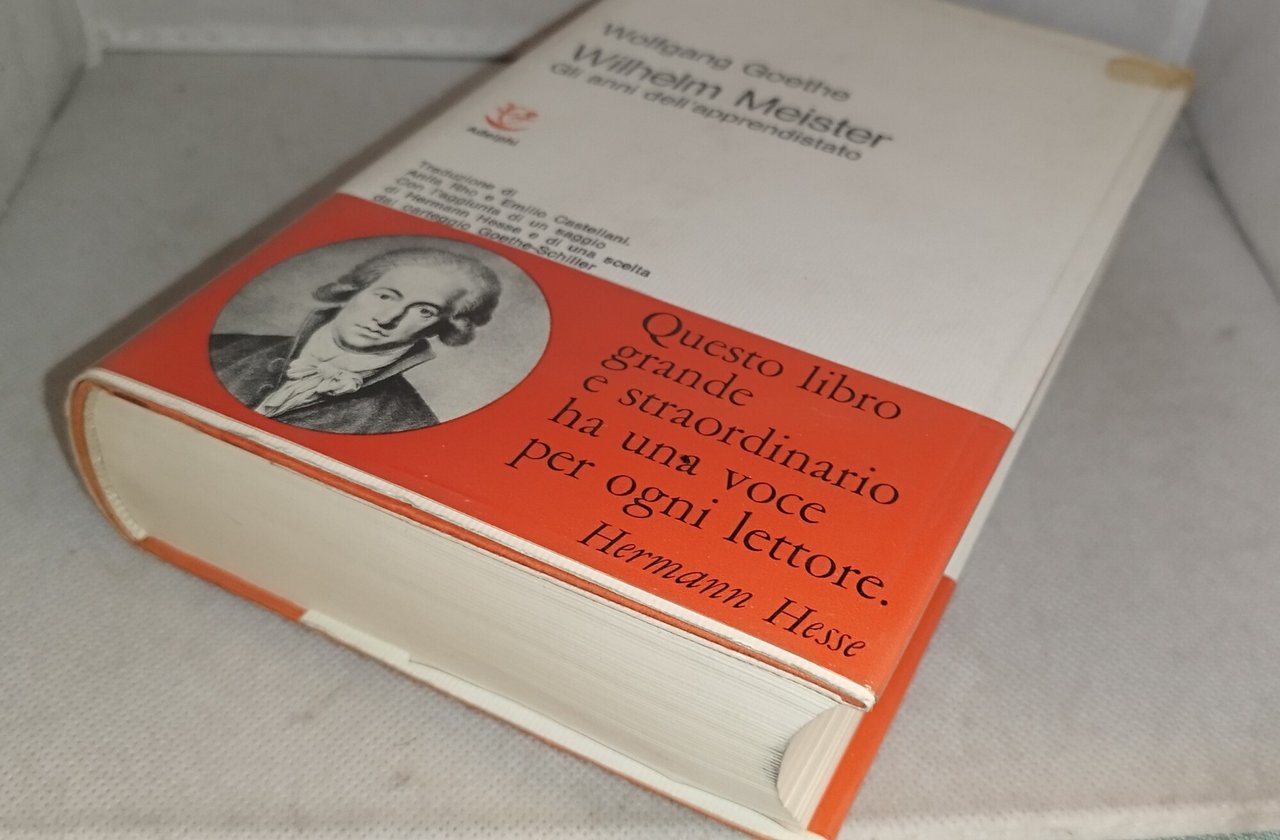 Wolfgang Goethe
Wilhelm Meister
Gli anni dell'apprendistato
Adelphi
Traduzione di
Anita Rho e Emilio Castellani.
Con l'aggiunta di un saggio
di Hermann Hesse e di una scelta
dal carteggio Goethe-Schiller
Questo libro
grande
e straordinario
ha una voce
per ogni lettore.
Hermann Hesse